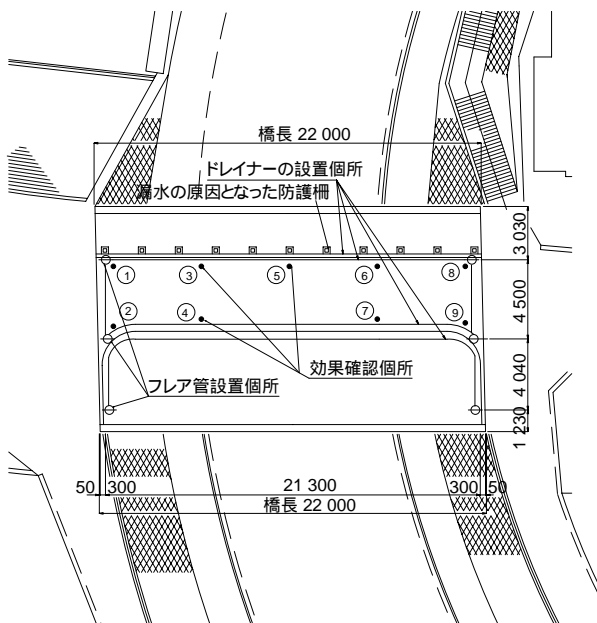 橋長 22 000
ドレイナーの設置個所
漏水の原因となった防護柵
3 030
① ③ ⑤ ⑥ ⑧
② ④ ⑦ ⑨
4 500
効果確認個所
フレア管設置個所
4 040
1 230
50 300 21 300 300 50
橋長 22 000